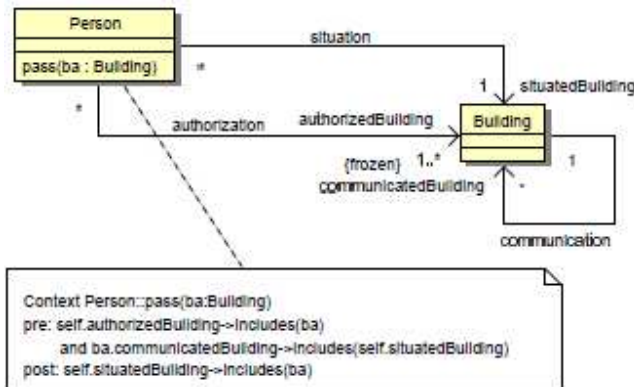 Person
pass(ba : Building)
situation
*
1
situatedBuilding
*
authorization
authorizedBuilding
Building
{frozen}
1..*
1
communicatedBuilding
*
communication
Context Person::pass(ba:Building)
pre: self.authorizedBuilding->includes(ba)
and ba.communicatedBuilding->includes(self.situatedBuilding)
post: self.situatedBuilding->includes(ba)